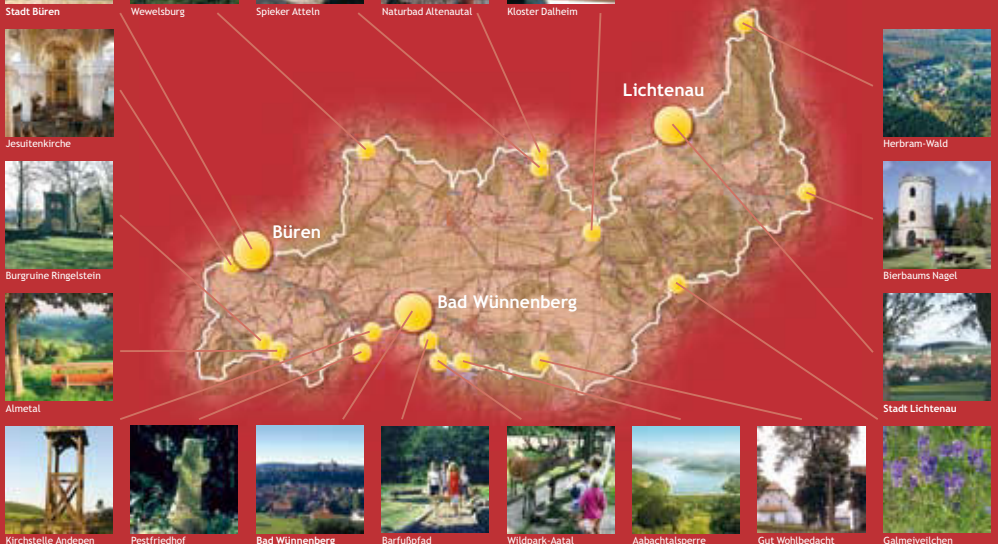 Stadt Büren
Wewelsburg
Spieker Atteln
Naturbad Altenautal
Kloster Dalheim
Lichtenau
Jesuitenkirche
Herbram-Wald
Büren
Burgruine Ringelstein
Bierbaums Nagel
Bad Wünnenberg
Almetal
Stadt Lichtenau
Kirchstelle Andepen
Pestfriedhof
Bad Wünnenberg
Barfußpfad
Wildpark-Aatal
Aabachtalsperre
Gut Wohlbedacht
Galmeiveilchen